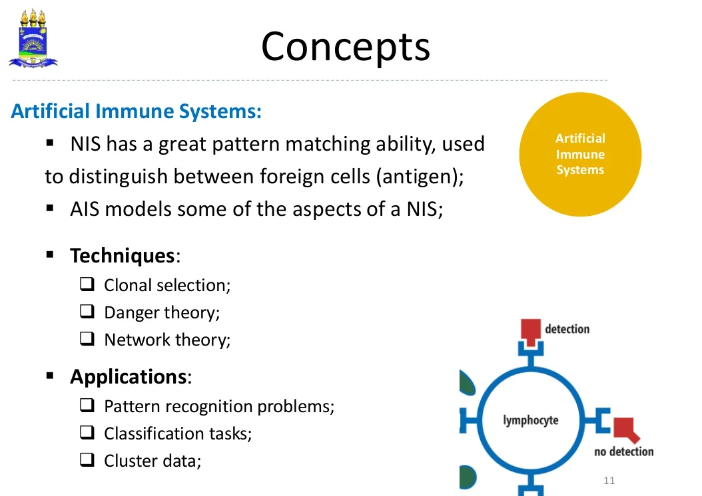 Concepts
Artificial Immune Systems:
▪ NIS has a great pattern matching ability, used
to distinguish between foreign cells (antigen);
▪ AIS models some of the aspects of a NIS;
▪ Techniques:
❑ Clonal selection;
❑ Danger theory;
❑ Network theory;
▪ Applications:
❑ Pattern recognition problems;
❑ Classification tasks;
❑ Cluster data;
Artificial
Immune
Systems
detection
lymphocyte
no detection
11